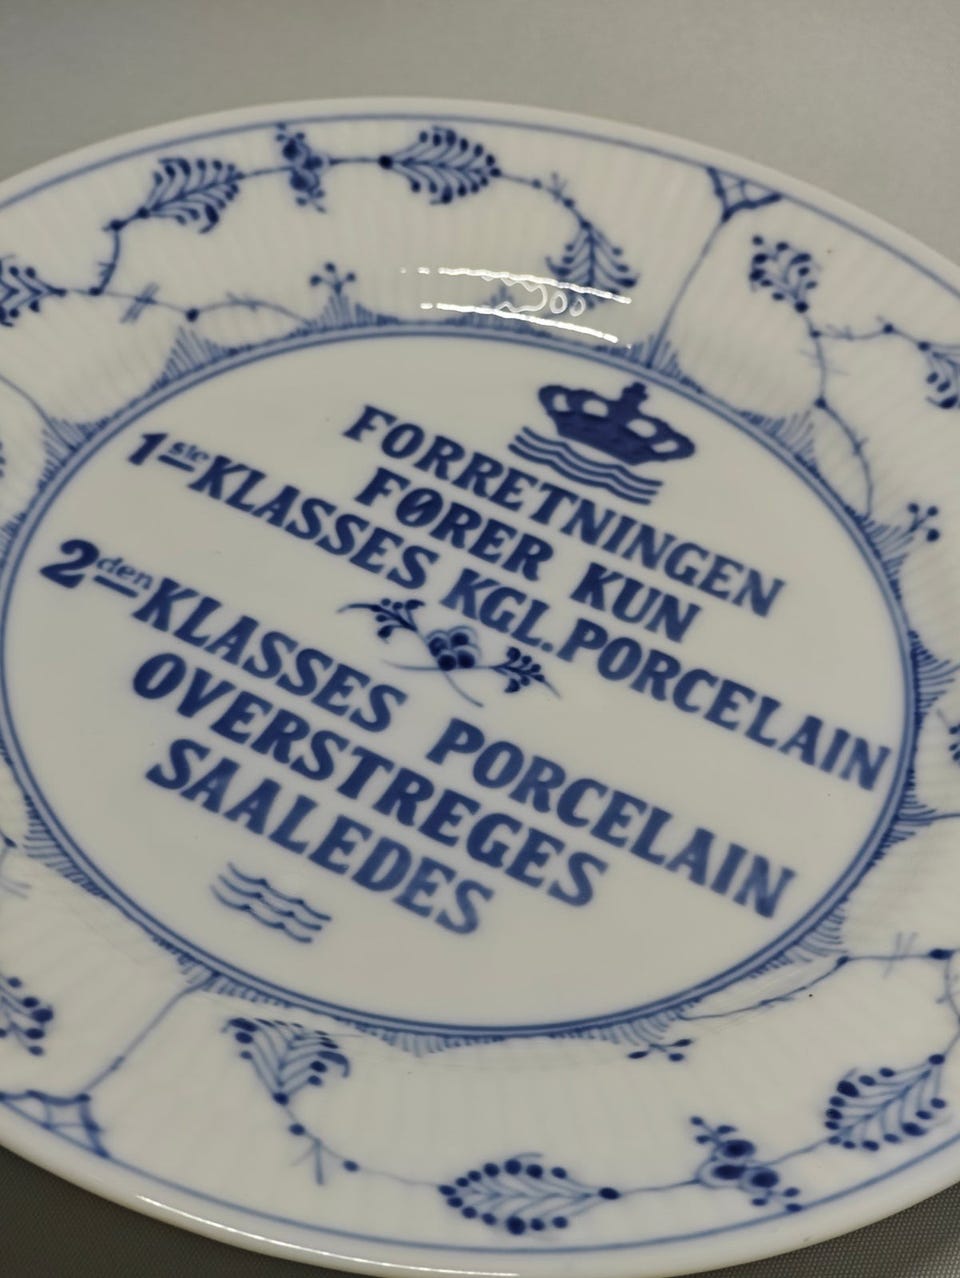 FORRETNINGEN
FØRER KUN
1ste KLASSES KGL. PORCELAIN
2den KLASSES PORCELAIN
OVERSTREGES
SAALEDES